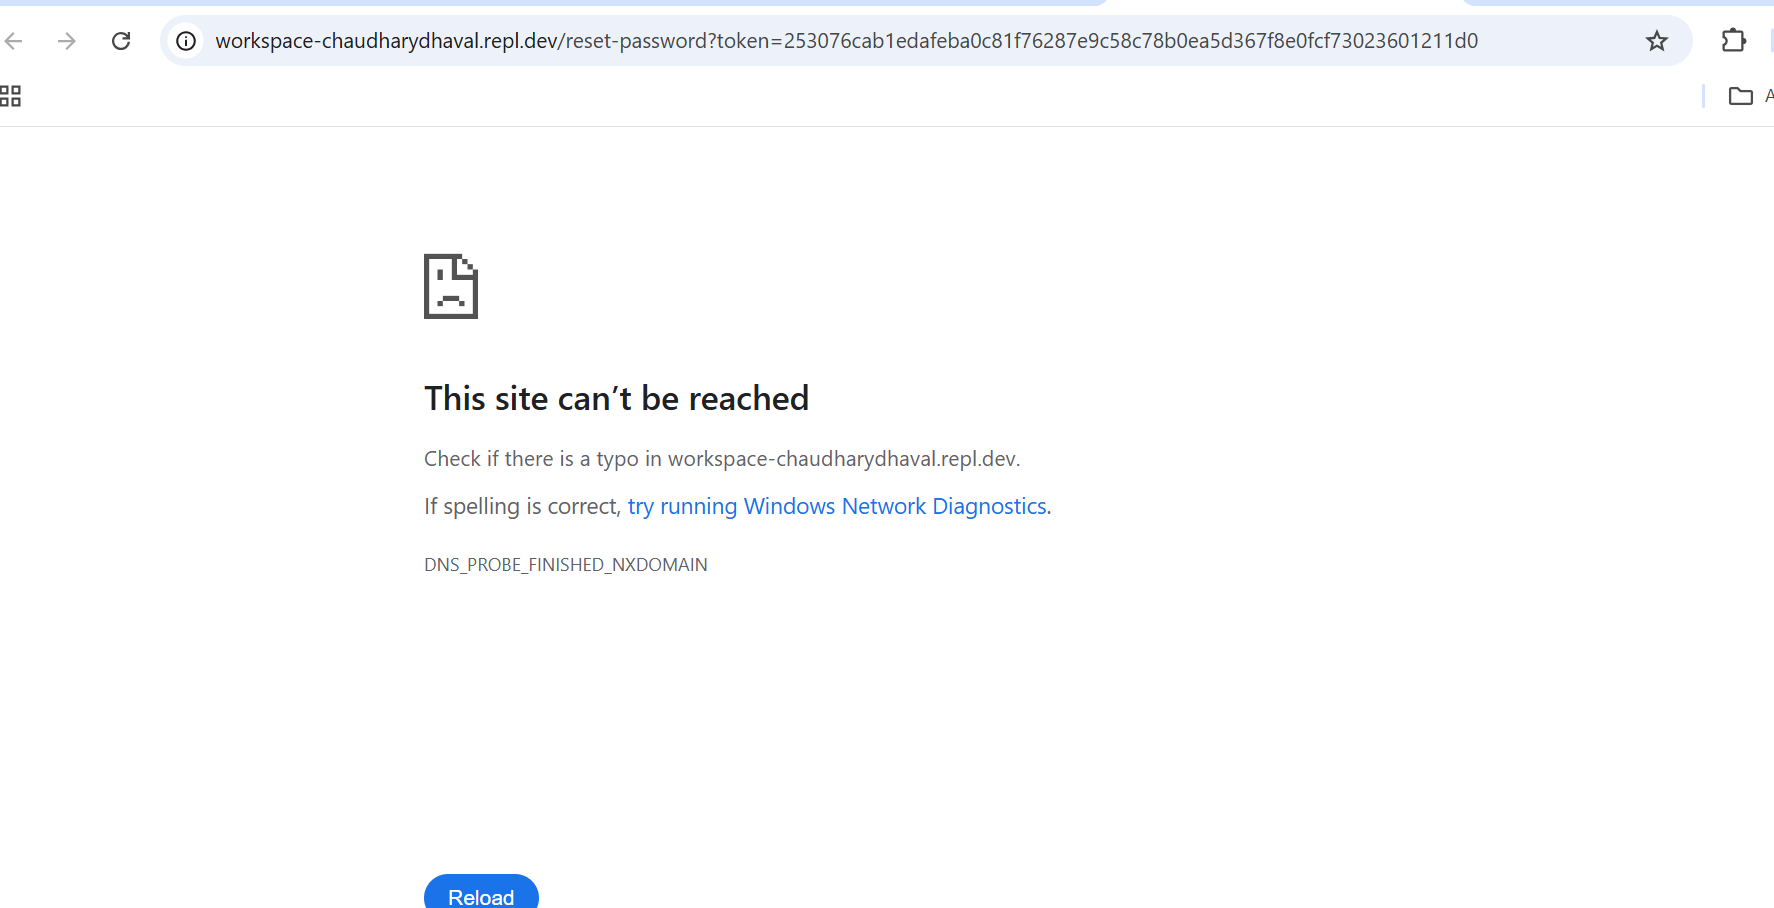 workspace-chaudharydhaval.repl.dev/reset-password?token=253076cab1edafeba0c81f76287e9c58c78b0ea5d367f8e0fcf73023601211d0
A
This site can’t be reached
Check if there is a typo in workspace-chaudharydhaval.repl.dev.
If spelling is correct, try running Windows Network Diagnostics.
DNS_PROBE_FINISHED_NXDOMAIN
Reload